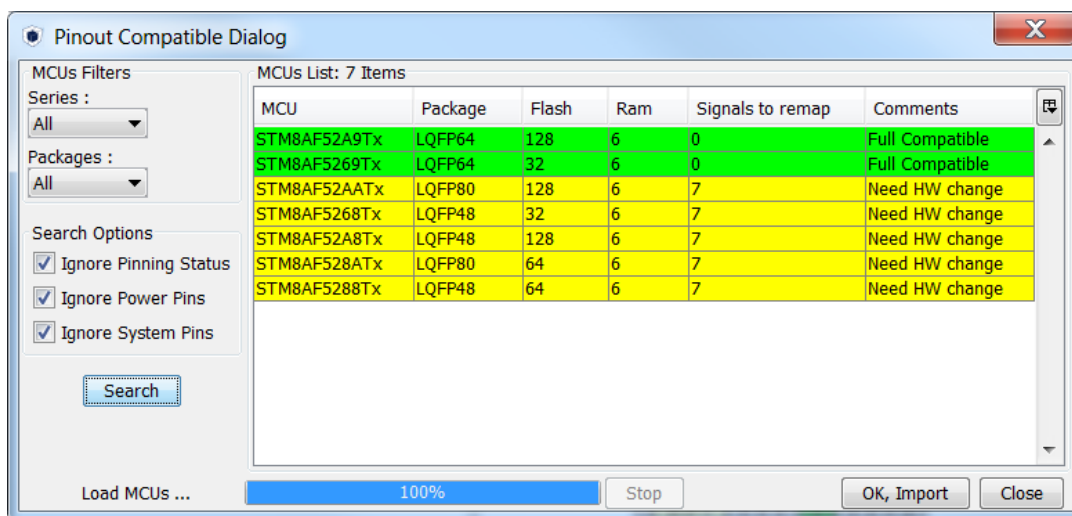 Pinout Compatible Dialog
MCUs Filters
Series :
All
Packages :
All
Search Options
Ignore Pinning Status
Ignore Power Pins
Ignore System Pins
Search
MCUs List: 7 Items
MCU Package Flash Ram Signals to remap Comments
STM8AF52A9Tx LQFP64 128 6 0 Full Compatible
STM8AF5269Tx LQFP64 32 6 0 Full Compatible
STM8AF52AATx LQFP80 128 6 7 Need HW change
STM8AF5268Tx LQFP48 32 6 7 Need HW change
STM8AF52A8Tx LQFP48 128 6 7 Need HW change
STM8AF528ATx LQFP80 64 6 7 Need HW change
STM8AF5288Tx LQFP48 64 6 7 Need HW change
Load MCUs ... 100% Stop OK, Import Close